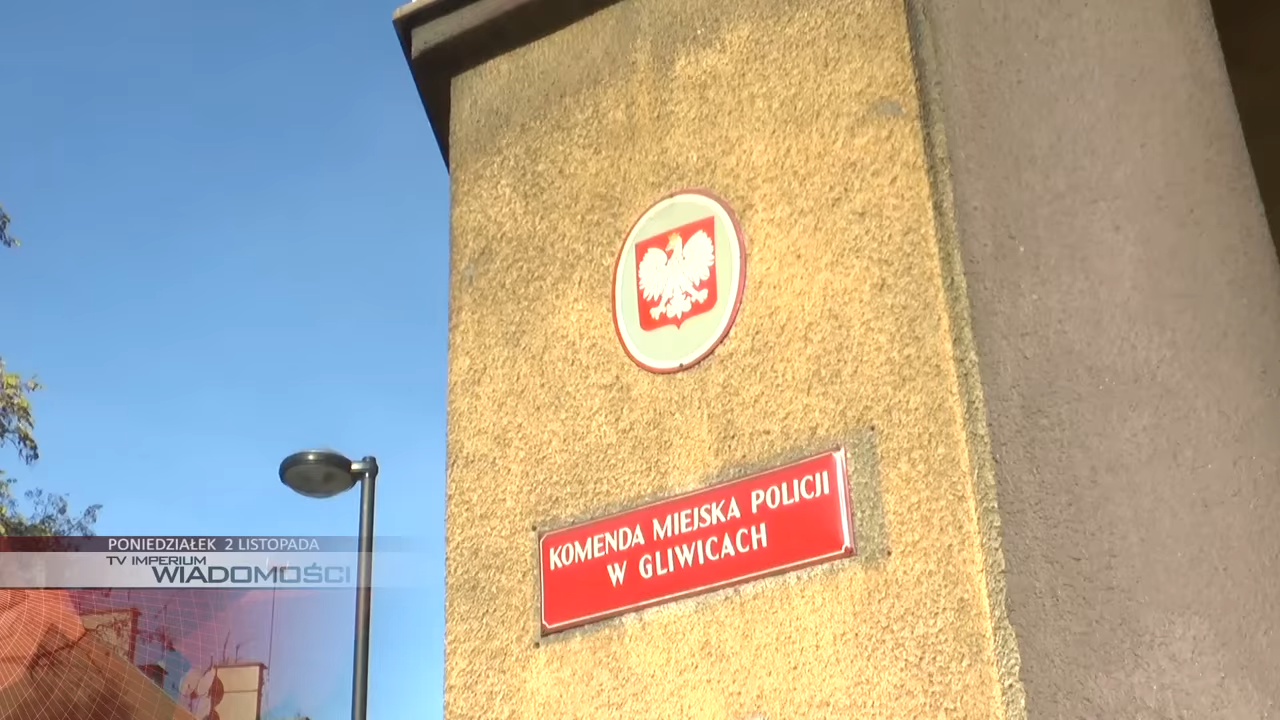 KOMENDA MIEJSKA POLICJI
W GLIWICACH
PONIEDZIAŁEK 2 LISTOPADA
TV IMPERIUM
WIADOMOŚCI